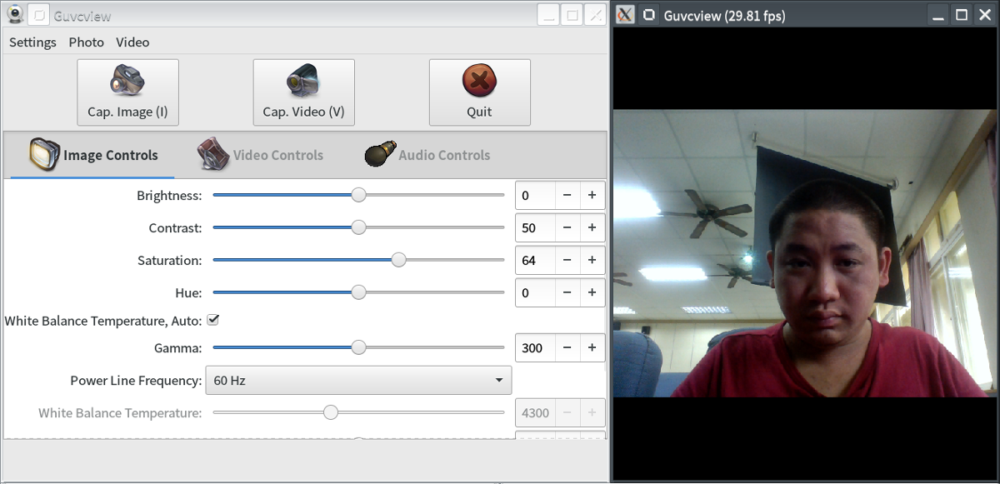 Guvcview
Settings Photo Video
Cap. Image (I) Cap. Video (V) Quit
Image Controls Video Controls Audio Controls
Brightness: 0 − +
Contrast: 50 − +
Saturation: 64 − +
Hue: 0 − +
White Balance Temperature, Auto:
Gamma: 300 − +
Power Line Frequency: 60 Hz
White Balance Temperature: 4300 − +
Guvcview (29.81 fps)